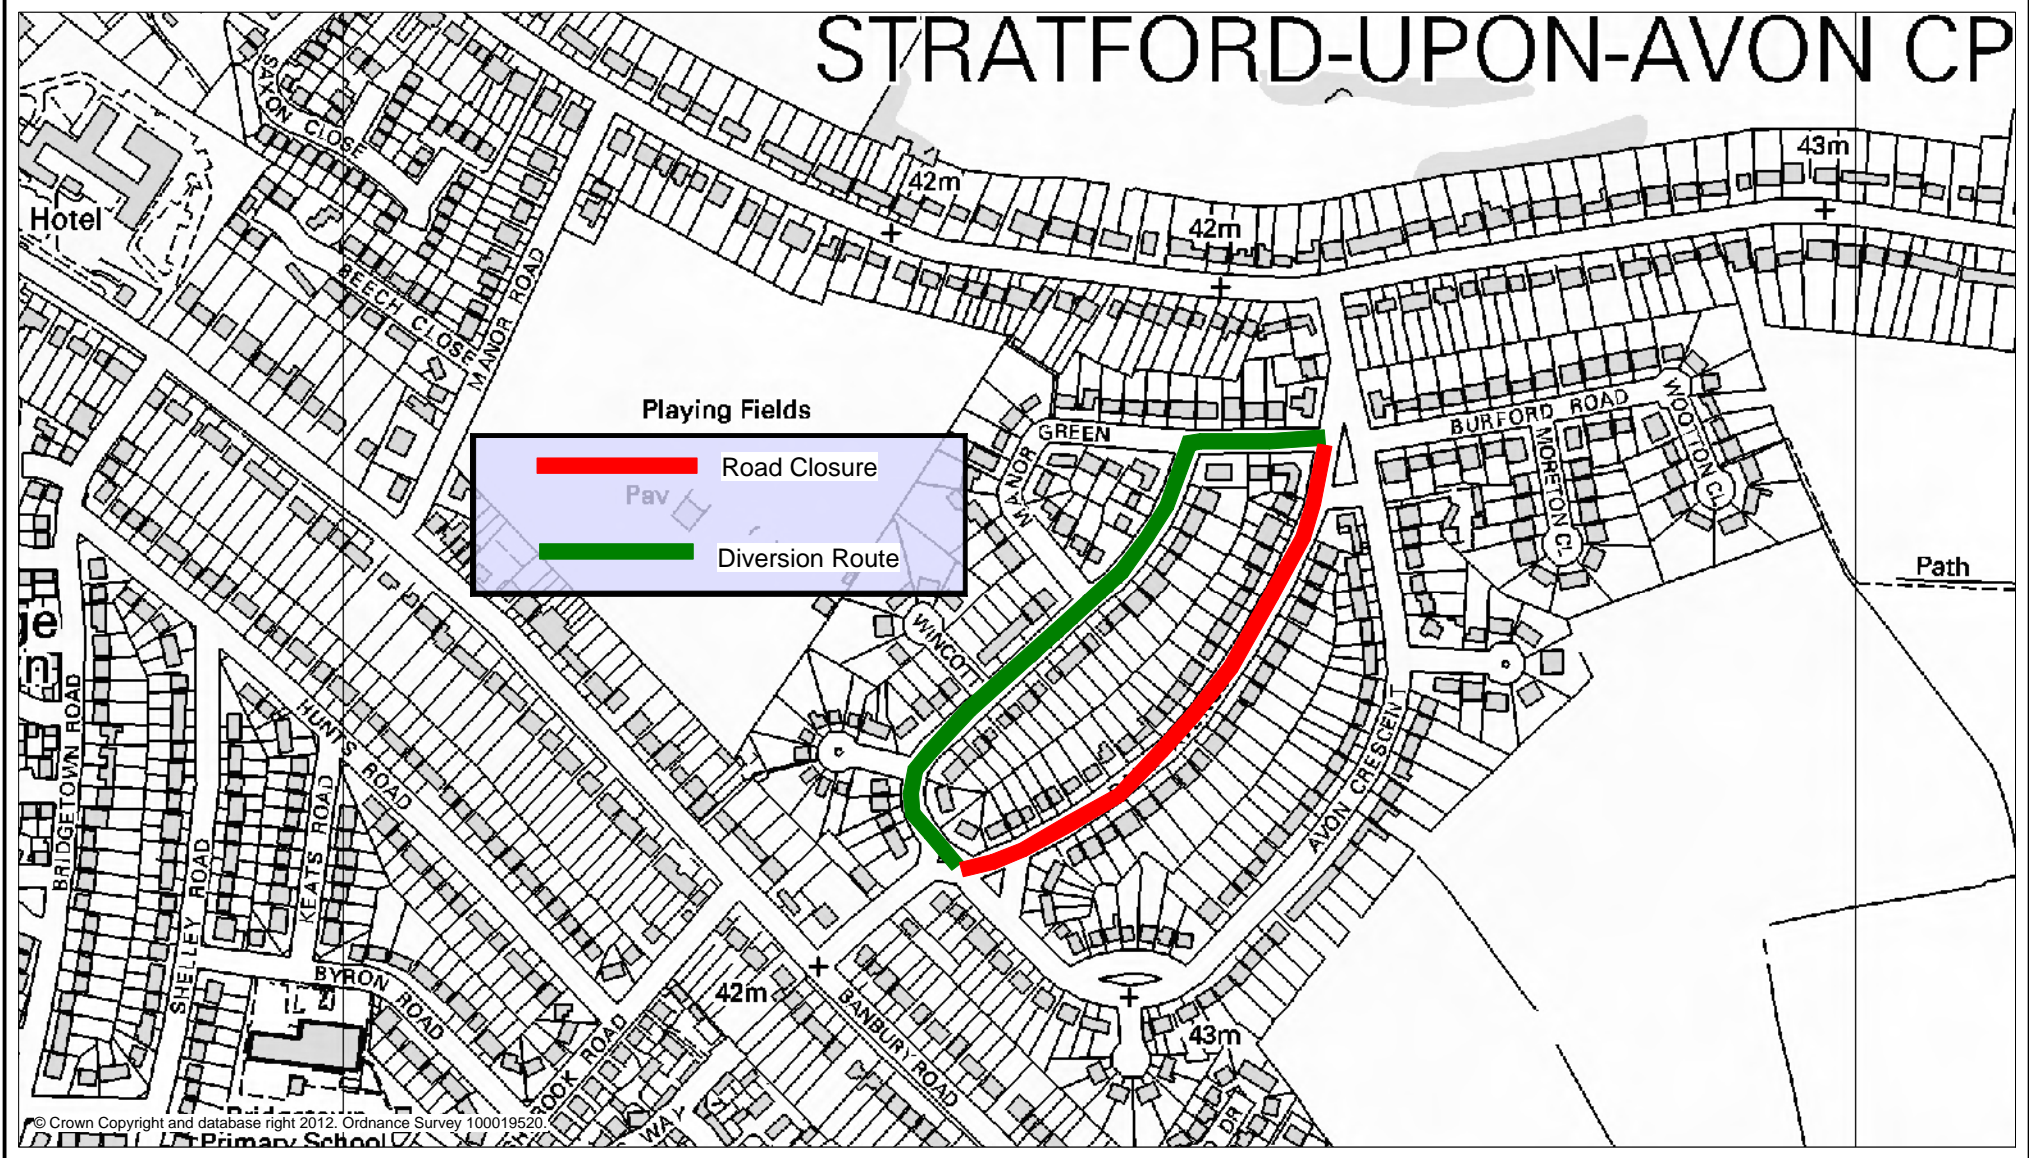 STRATFORD-UPON-AVON CP
SAXON CLOSE
43m
42m
Hotel
42m
BEECH CLOSE
MANOR ROAD
Playing Fields
MANOR GREEN
BURFORD ROAD
WOOTTON CL
MORETON CL
Road Closure
Pav
Diversion Route
Path
WINCOT
BRIDGETOWN ROAD
HUNTS ROAD
AVON CRESCENT
KEATS ROAD
SHELLEY ROAD
BYRON ROAD
42m
BANBURY ROAD
43m
ROAD
WAY
DR
© Crown Copyright and database right 2012. Ordnance Survey 100019520.
Primary School